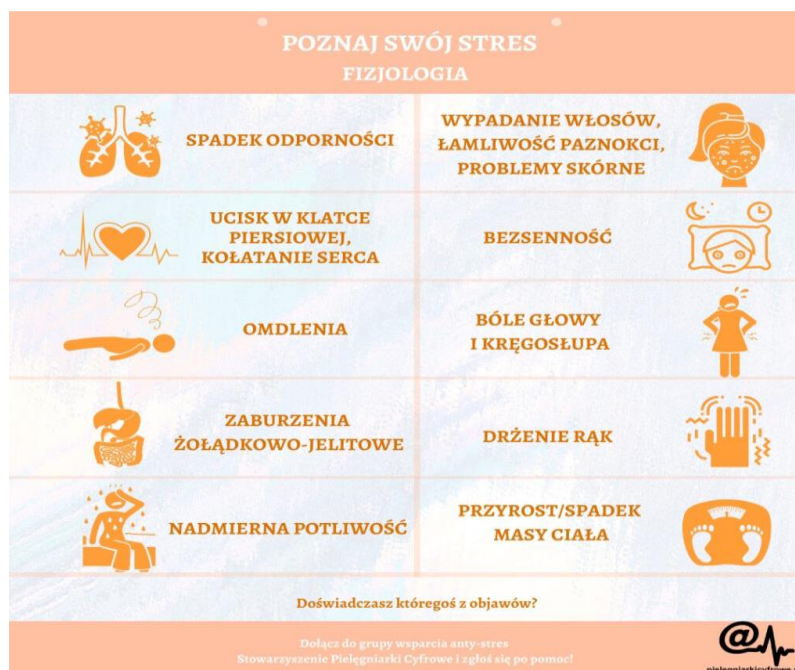 POZNAJ SWÓJ STRES
FIZJOLOGIA
SPADEK ODPORNOŚCI
WYPADANIE WŁOSÓW,
ŁAMLIWOŚĆ PAZNOKCI,
PROBLEMY SKÓRNE
UCISK W KLATCE
PIERSIOWEJ,
KOŁATANIE SERCA
BEZSENNOŚĆ
OMDLENIA
BÓLE GŁOWY
I KRĘGOSŁUPA
ZABURZENIA
ŻOŁĄDKOWO-JELITOWE
DRŻENIE RĄK
NADMIERNA POTLIWOŚĆ
PRZYROST/SPADEK
MASY CIAŁA
Doświadczasz któregoś z objawów?
Dołącz do grupy wsparcia anty-stres
Stowarzyszenie Pielęgniarki Cyfrowe i zgłoś się po pomoc!